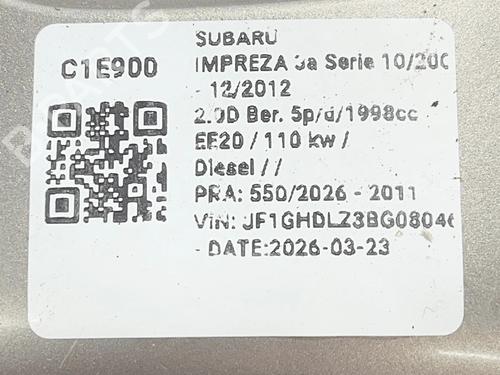 C1E900
SUBARU
IMPREZA 3a Serie 10/200
- 12/2012
2.0D Ber. 5p/d/1998cc
EE20 / 110 kw /
Diesel / /
PRA: 550/2026 - 2011
VIN: JF1GHDLZ3BG08046
- DATE:2026-03-23